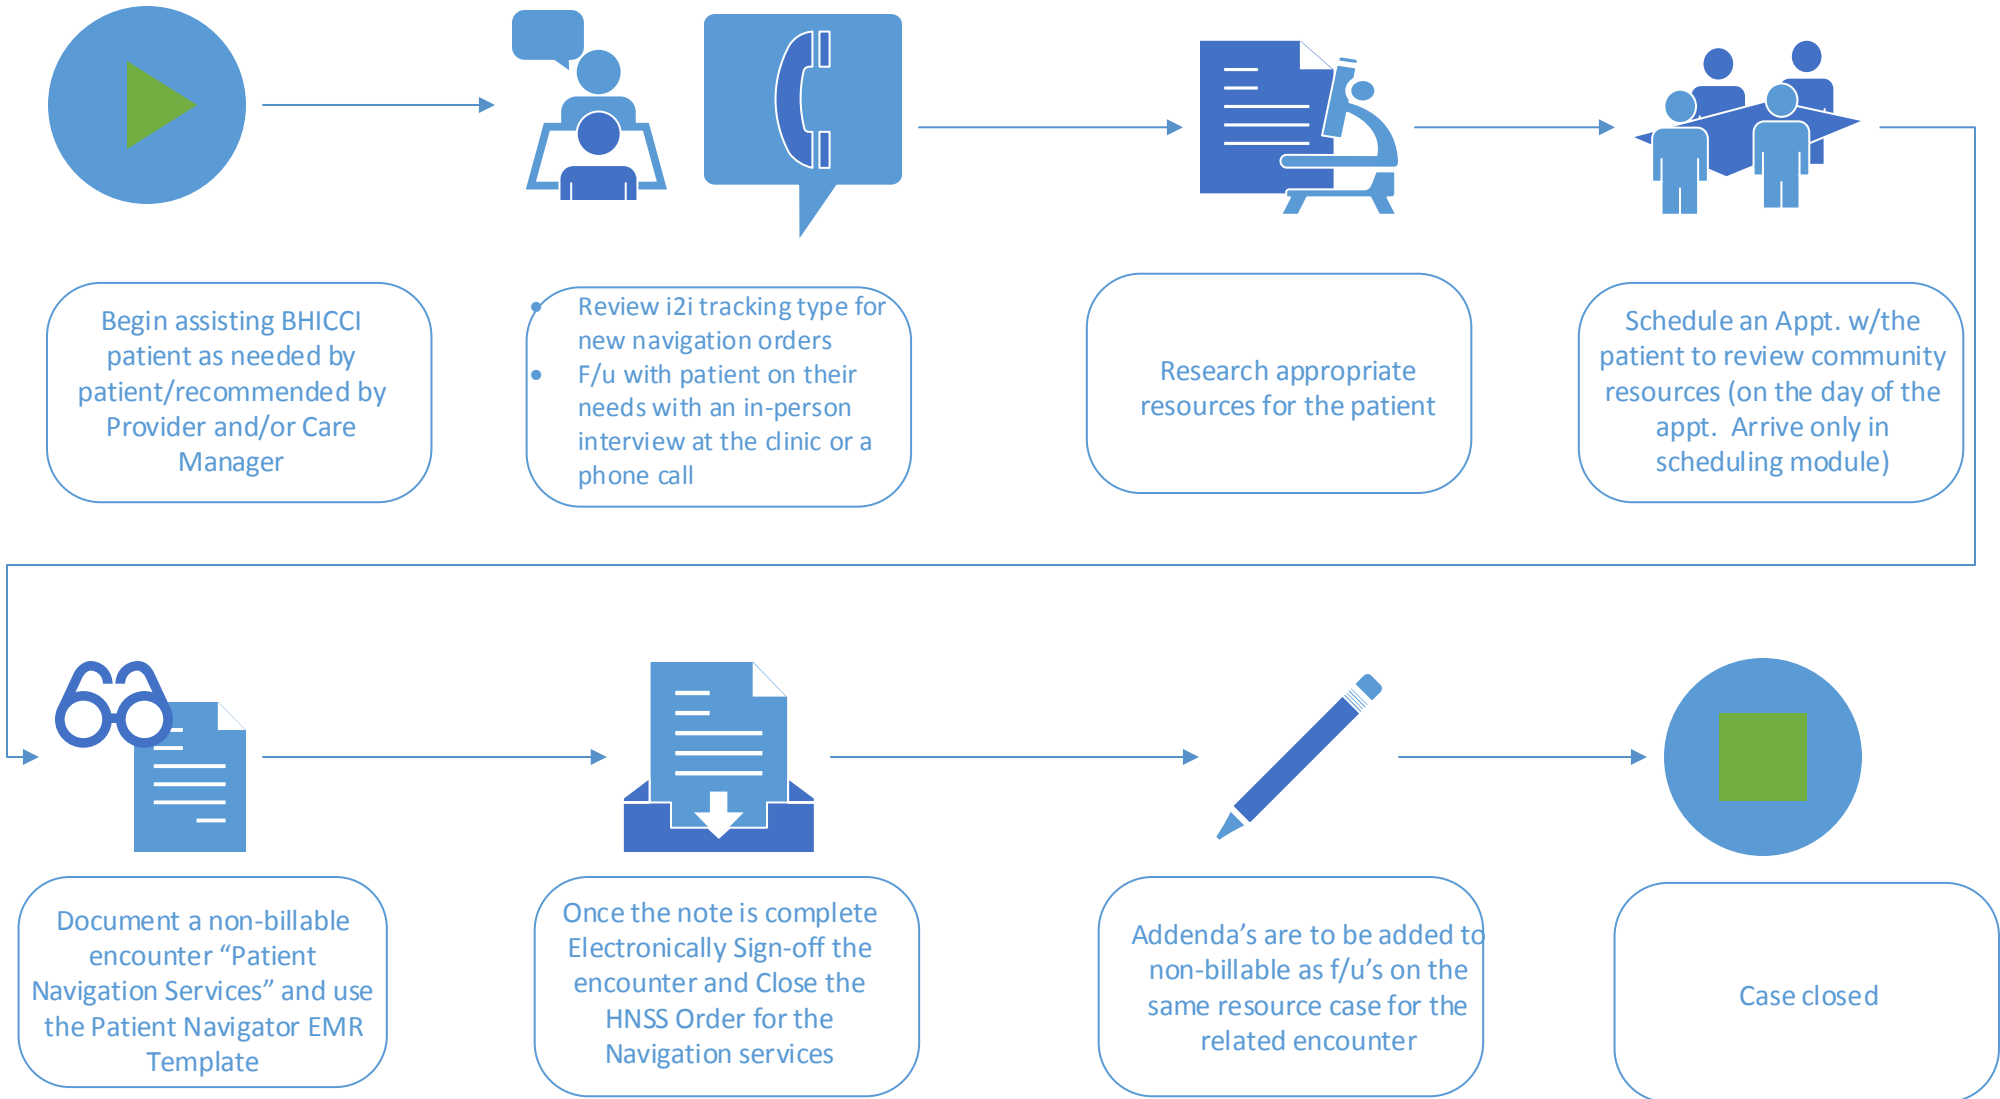 Begin assisting BHICCI
patient as needed by
patient/recommended by
Provider and/or Care
Manager
• Review i2i tracking type for
new navigation orders
• F/u with patient on their
needs with an in-person
interview at the clinic or a
phone call
Research appropriate
resources for the patient
Schedule an Appt. w/the
patient to review community
resources (on the day of the
appt.  Arrive only in
scheduling module)
Document a non-billable
encounter “Patient
Navigation Services” and use
the Patient Navigator EMR
Template
Once the note is complete
Electronically Sign-off the
encounter and Close the
HNSS Order for the
Navigation services
Addenda’s are to be added to
non-billable as f/u’s on the
same resource case for the
related encounter
Case closed